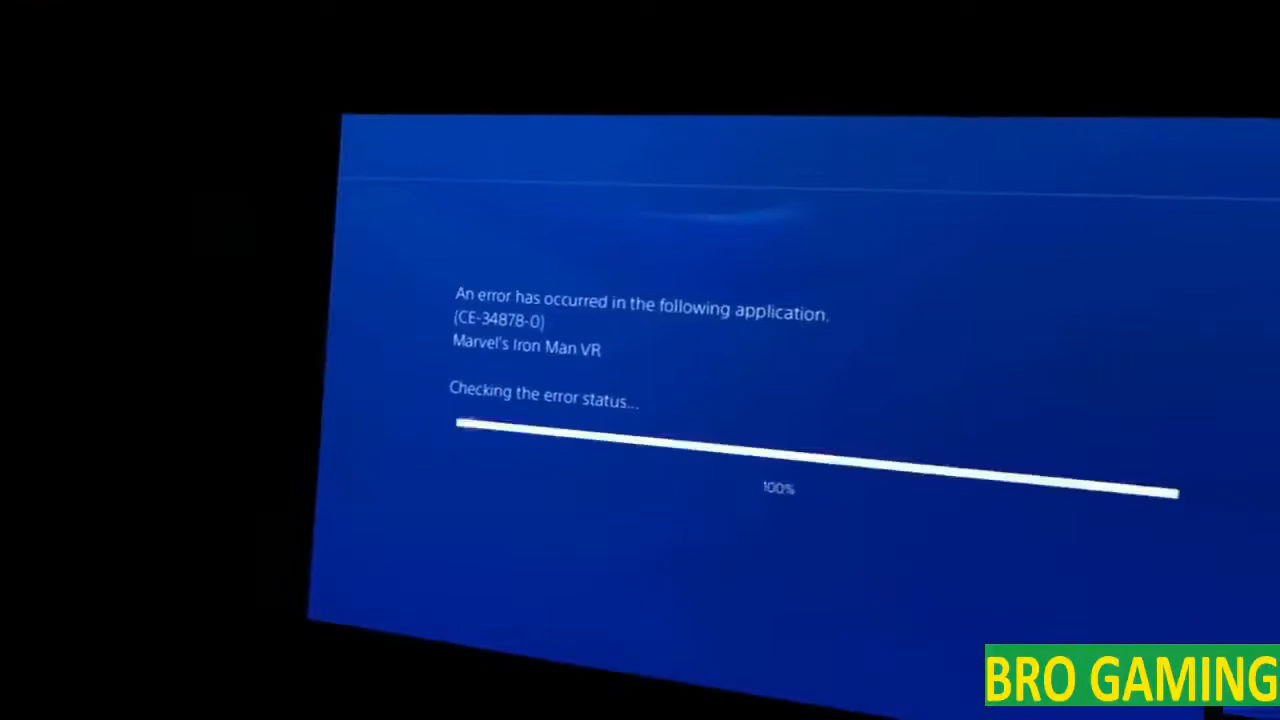 An error has occurred in the following application.
(CE-34878-0)
Marvel's Iron Man VR
Checking the error status...
100%
BRO GAMING